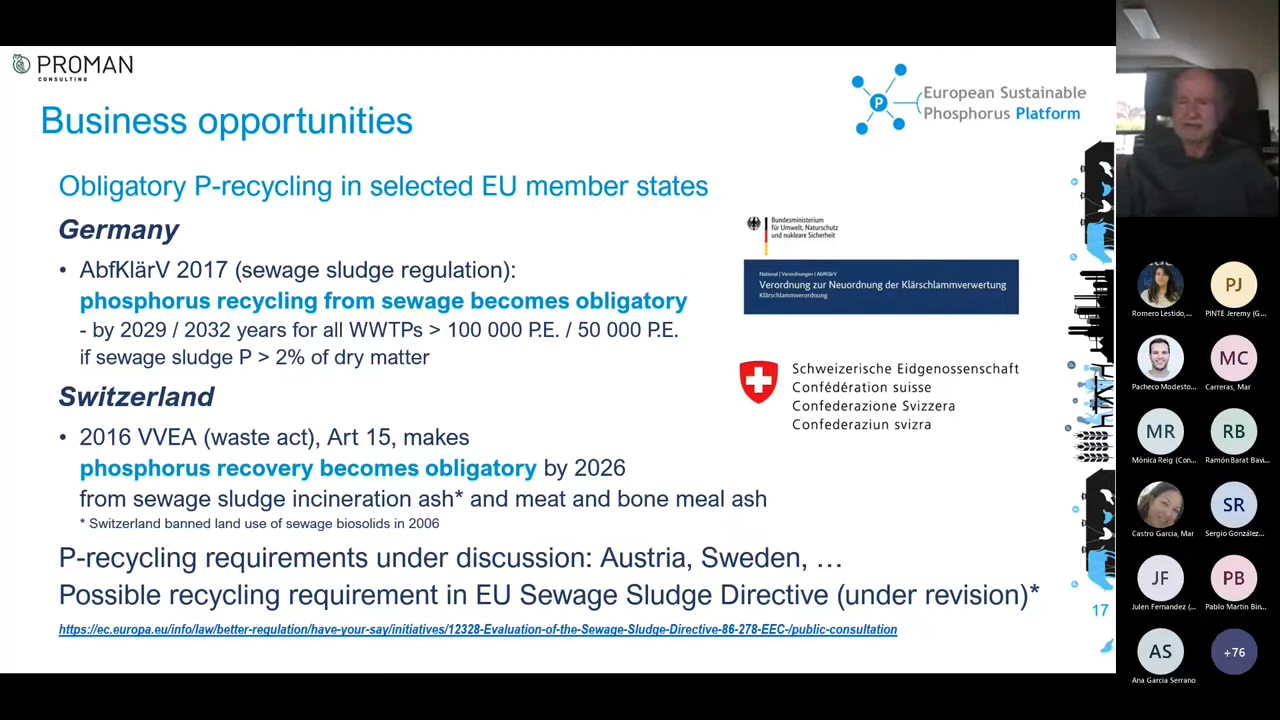 PROMAN
CONSULTING
European Sustainable
Phosphorus Platform
P
Business opportunities
Obligatory P-recycling in selected EU member states
Germany
• AbfKlärV 2017 (sewage sludge regulation):
phosphorus recycling from sewage becomes obligatory
- by 2029 / 2032 years for all WWTPs > 100 000 P.E. / 50 000 P.E.
if sewage sludge P > 2% of dry matter
Bundesministerium
für Umwelt, Naturschutz
und nukleare Sicherheit
National | Verordnungen | AbfKlärV
Verordnung zur Neuordnung der Klärschlammverwertung
Klärschlammverordnung
Switzerland
• 2016 VVEA (waste act), Art 15, makes
phosphorus recovery becomes obligatory by 2026
from sewage sludge incineration ash* and meat and bone meal ash
* Switzerland banned land use of sewage biosolids in 2006
Schweizerische Eidgenossenschaft
Confédération suisse
Confederazione Svizzera
Confederaziun svizra
P-recycling requirements under discussion: Austria, Sweden, …
Possible recycling requirement in EU Sewage Sludge Directive (under revision)*
https://ec.europa.eu/info/law/better-regulation/have-your-say/initiatives/12328-Evaluation-of-the-Sewage-Sludge-Directive-86-278-EEC-/public-consultation
17
Romero Lestido,...
PJ
PINTE Jeremy (G...
Pacheco Modesto...
MC
Carreras, Mar
MR
Mònica Reig (Con...
RB
Ramón Barat Bavi...
Castro Garcia, Mar
SR
Sergio González...
JF
Julen Fernandez (...
PB
Pablo Martin Bin...
AS
Ana Garcia Serrano
+76